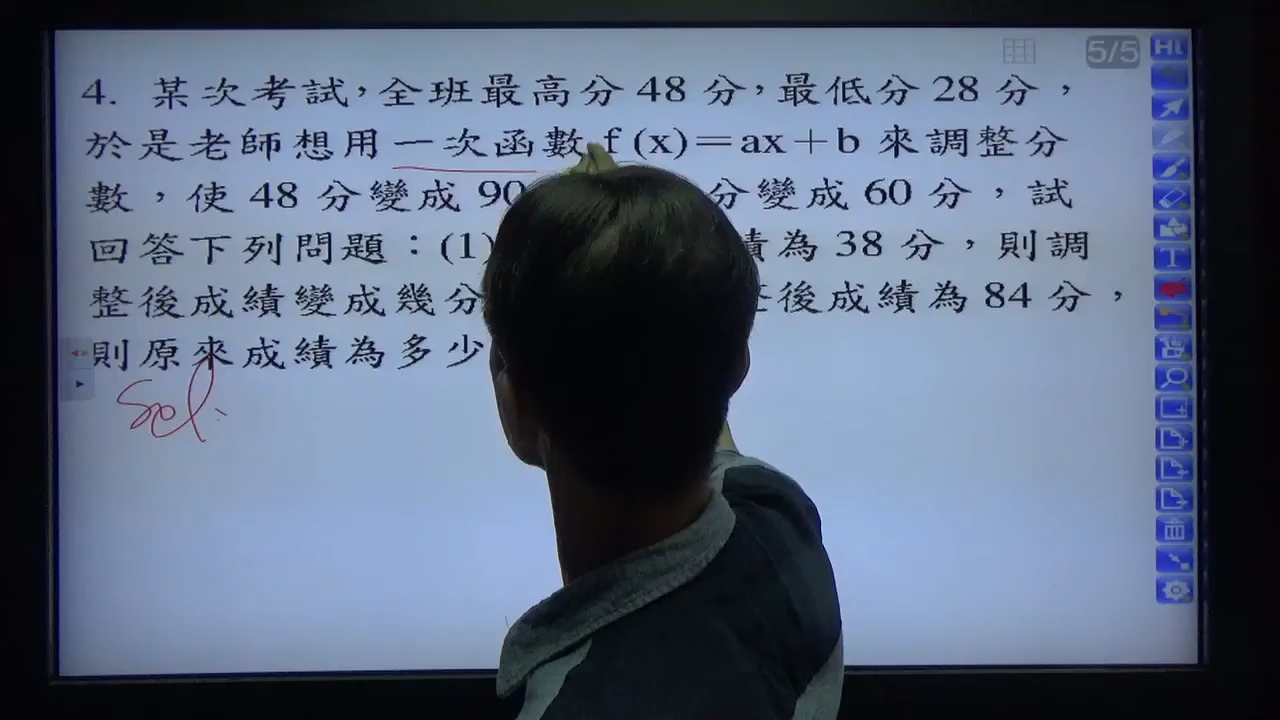 5/5
HL
4. 某次考試，全班最高分 48 分，最低分 28 分，
於是老師想用一次函數 f (x)＝ax＋b 來調整分
數，使 48 分變成 90 分變成 60 分，試
回答下列問題：(1) 為 38 分，則調
整後成績變成幾分 後成績為 84 分，
則原來成績為多少
Sol:
T